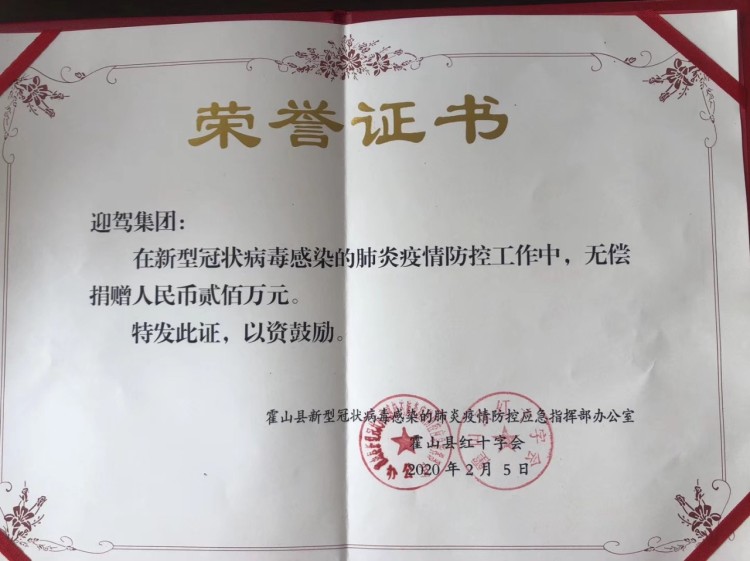 荣誉证书
迎驾集团：
在新型冠状病毒感染的肺炎疫情防控工作中，无偿
捐赠人民币贰佰万元。
特发此证，以资鼓励。
霍山县新型冠状病毒感染的肺炎疫情防控应急指挥部办公室
霍山县红十字会
2020年2月5日
办公室